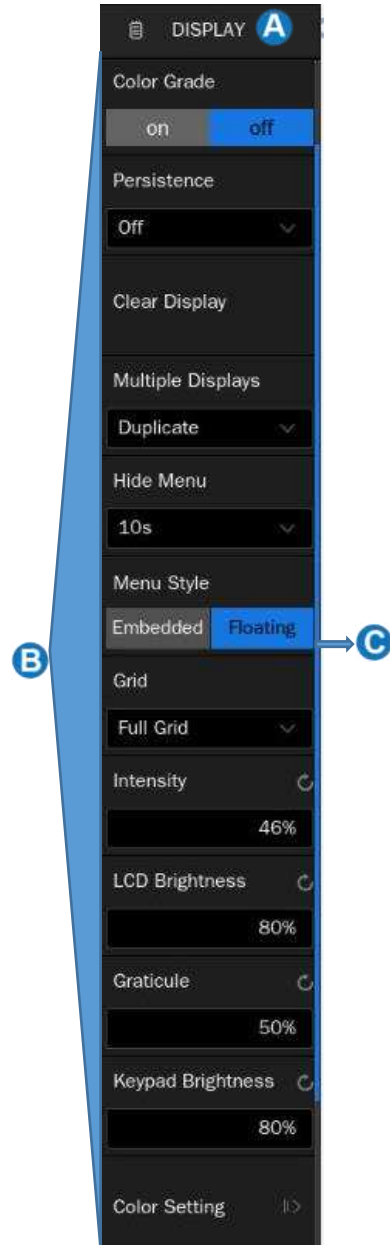 DISPLAY A
Color Grade
on off
Persistence
Off
Clear Display
Multiple Displays
Duplicate
Hide Menu
10s
Menu Style
Embedded Floating
C
B
Grid
Full Grid
Intensity
46%
LCD Brightness
80%
Graticule
50%
Keypad Brightness
80%
Color Setting